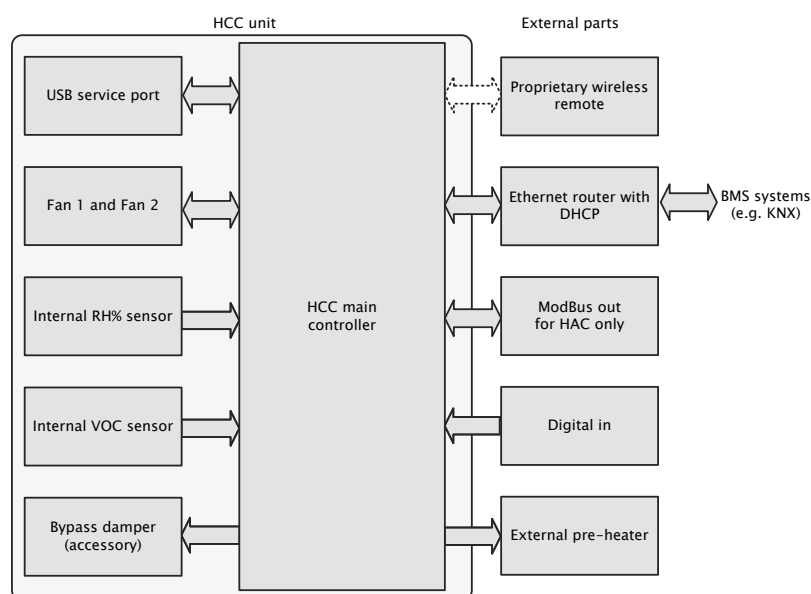 HCC unit
External parts
USB service port
Fan 1 and Fan 2
Internal RH% sensor
Internal VOC sensor
Bypass damper
(accessory)
HCC main
controller
Proprietary wireless
remote
Ethernet router with
DHCP
BMS systems
(e.g. KNX)
ModBus out
for HAC only
Digital in
External pre-heater